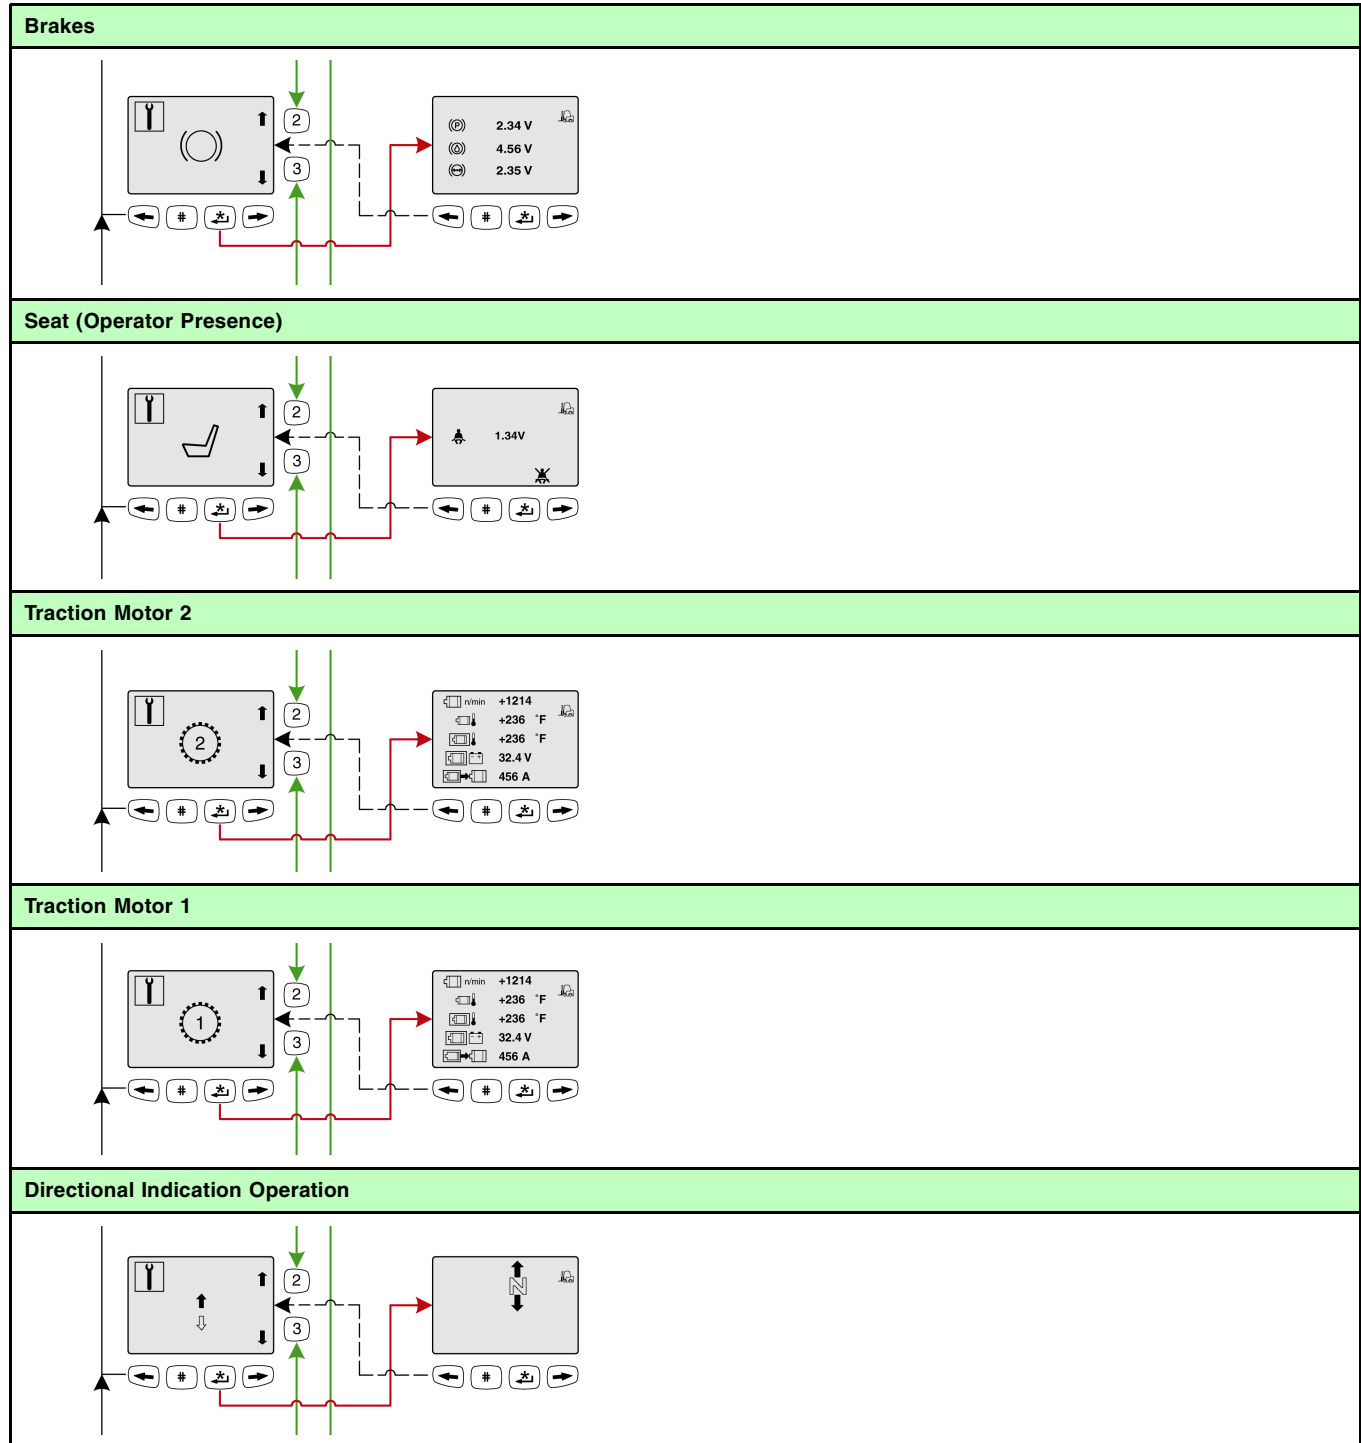 Brakes
2
3
#
2.34 V
4.56 V
2.35 V
P
#
Seat (Operator Presence)
2
3
#
1.34V
#
Traction Motor 2
2
2
3
#
n/min +1214
+236 °F
+236 °F
32.4 V
456 A
#
Traction Motor 1
1
2
3
#
n/min +1214
+236 °F
+236 °F
32.4 V
456 A
#
Directional Indication Operation
2
3
#
N
#